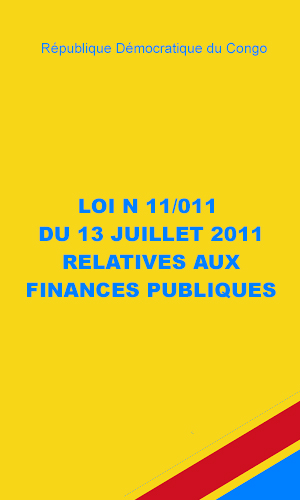 République Démocratique du Congo
LOI N 11/011
DU 13 JUILLET 2011
RELATIVES AUX
FINANCES PUBLIQUES